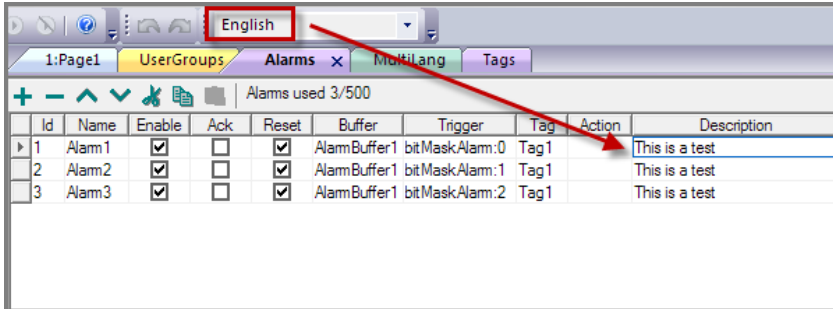 English
1:Page1 UserGroups Alarms x MultiLang Tags
Alarms used 3/500
Id Name Enable Ack Reset Buffer Trigger Tag Action Description
1 Alarm1 AlarmBuffer1 bitMaskAlarm:0 Tag1 This is a test
2 Alarm2 AlarmBuffer1 bitMaskAlarm:1 Tag1 This is a test
3 Alarm3 AlarmBuffer1 bitMaskAlarm:2 Tag1 This is a test